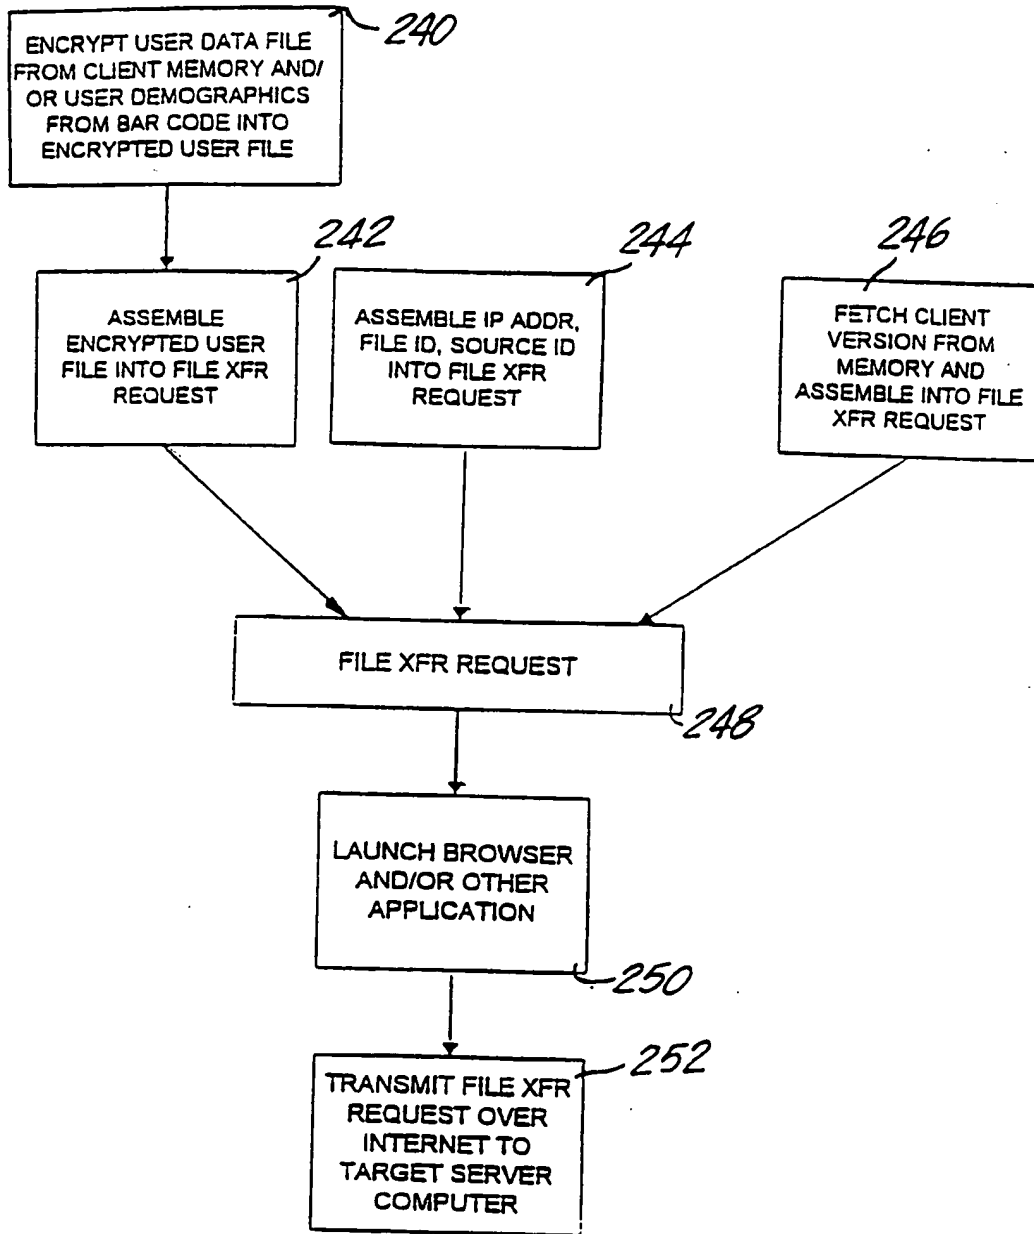 240
ENCRYPT USER DATA FILE
FROM CLIENT MEMORY AND/
OR USER DEMOGRAPHICS
FROM BAR CODE INTO
ENCRYPTED USER FILE
242
ASSEMBLE
ENCRYPTED USER
FILE INTO FILE XFR
REQUEST
244
ASSEMBLE IP ADDR,
FILE ID, SOURCE ID
INTO FILE XFR
REQUEST
246
FETCH CLIENT
VERSION FROM
MEMORY AND
ASSEMBLE INTO FILE
XFR REQUEST
FILE XFR REQUEST
248
LAUNCH BROWSER
AND/OR OTHER
APPLICATION
250
252
TRANSMIT FILE XFR
REQUEST OVER
INTERNET TO
TARGET SERVER
COMPUTER